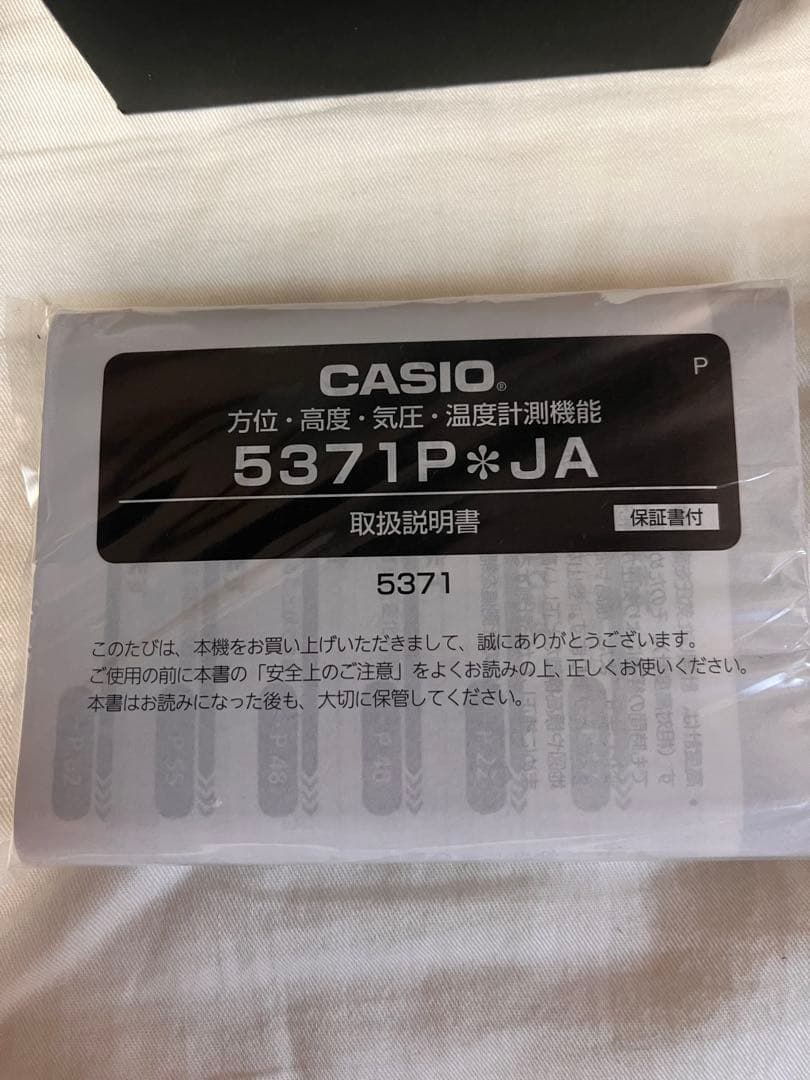 CASIO®
P
方位・高度・気圧・温度計測機能
5371P＊JA
取扱説明書
保証書付
5371
このたびは、本機をお買い上げいただきまして、誠にありがとうございます。
ご使用の前に本書の「安全上のご注意」をよくお読みの上、正しくお使いください。
本書はお読みになった後も、大切に保管してください。
P.55
P.48
P.40
P.22